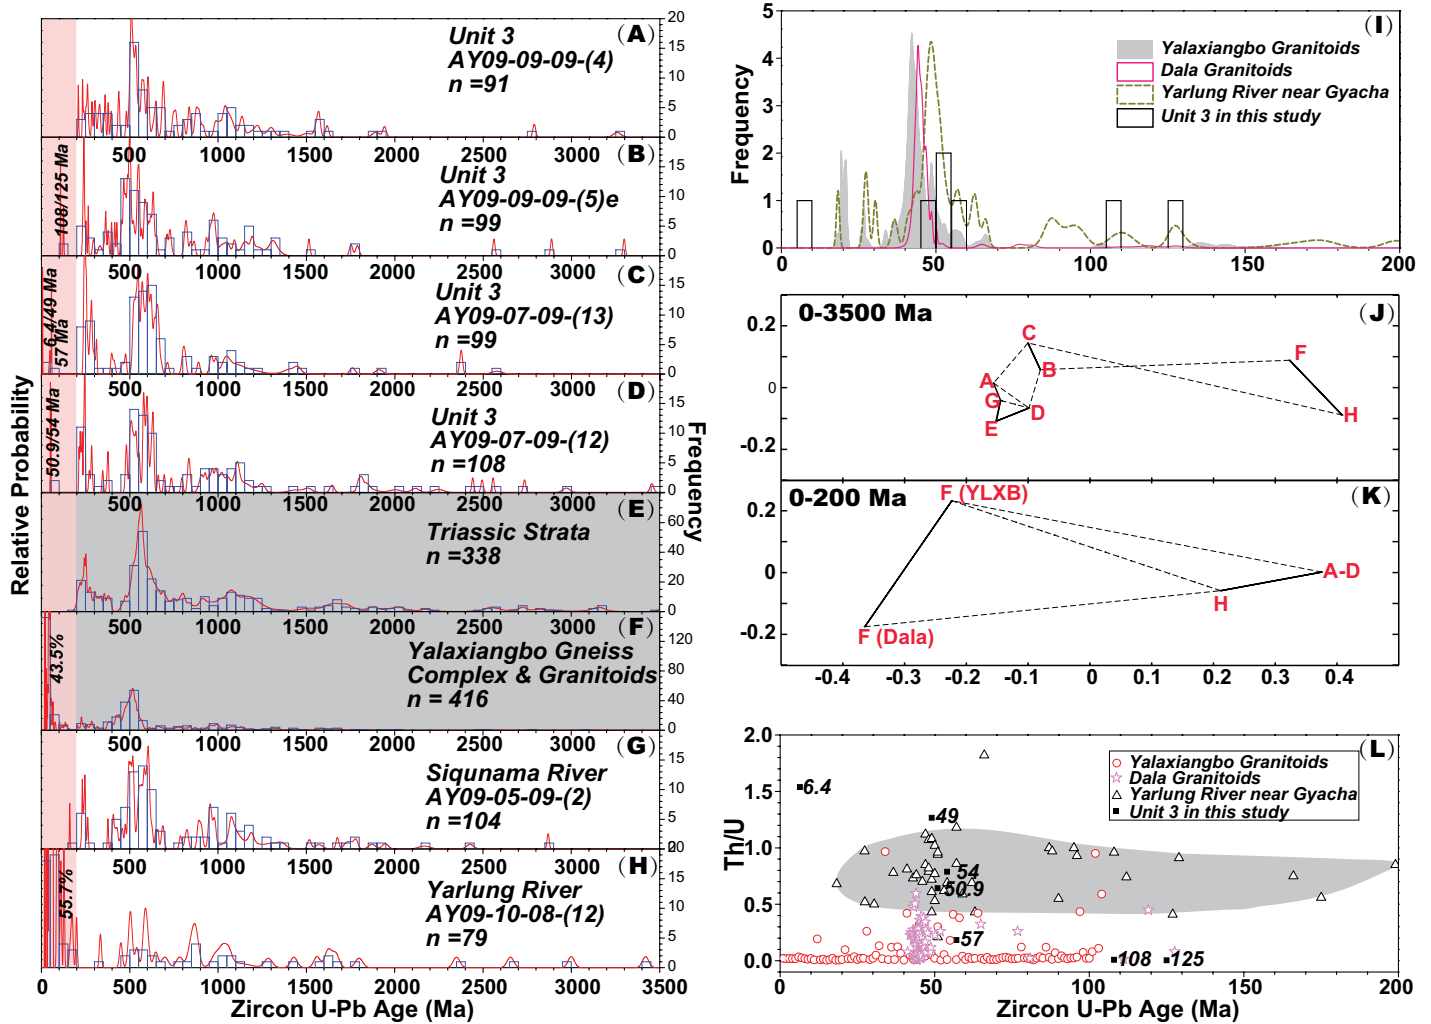 Relative Probability
Frequency
(A)
Unit 3
AY09-09-09-(4)
n =91
20
15
10
5
0
500 1000 1500 2000 2500 3000
(B)
Unit 3
AY09-09-09-(5)e
n =99
108/125 Ma
15
10
5
0
500 1000 1500 2000 2500 3000
(C)
Unit 3
AY09-07-09-(13)
n =99
6.4/49 Ma
57 Ma
15
10
5
0
500 1000 1500 2000 2500 3000
(D)
Unit 3
AY09-07-09-(12)
n =108
50.9/54 Ma
15
10
5
0
500 1000 1500 2000 2500 3000
(E)
Triassic Strata
n =338
60
40
20
0
500 1000 1500 2000 2500 3000
(F)
Yalaxiangbo Gneiss
Complex & Granitoids
n = 416
43.5%
120
80
40
0
500 1000 1500 2000 2500 3000
(G)
Siqunama River
AY09-05-09-(2)
n =104
15
10
5
0
20
(H)
Yarlung River
AY09-10-08-(12)
n =79
55.7%
15
10
5
0
0 500 1000 1500 2000 2500 3000 3500
Zircon U-Pb Age (Ma)
(I)
Frequency
5
4
3
2
1
0
Yalaxiangbo Granitoids
Dala Granitoids
Yarlung River near Gyacha
Unit 3 in this study
0 50 100 150 200
0-3500 Ma
(J)
0.2
0
-0.2
C
B
A
G
D
E
F
H
0-200 Ma
(K)
0.2
0
-0.2
F (YLXB)
A-D
H
F (Dala)
-0.4 -0.3 -0.2 -0.1 0 0.1 0.2 0.3 0.4
(L)
Th/U
2.0
1.5
1.0
0.5
0.0
Yalaxiangbo Granitoids
Dala Granitoids
Yarlung River near Gyacha
Unit 3 in this study
6.4
49
54
50.9
57
108
125
0 50 100 150 200
Zircon U-Pb Age (Ma)